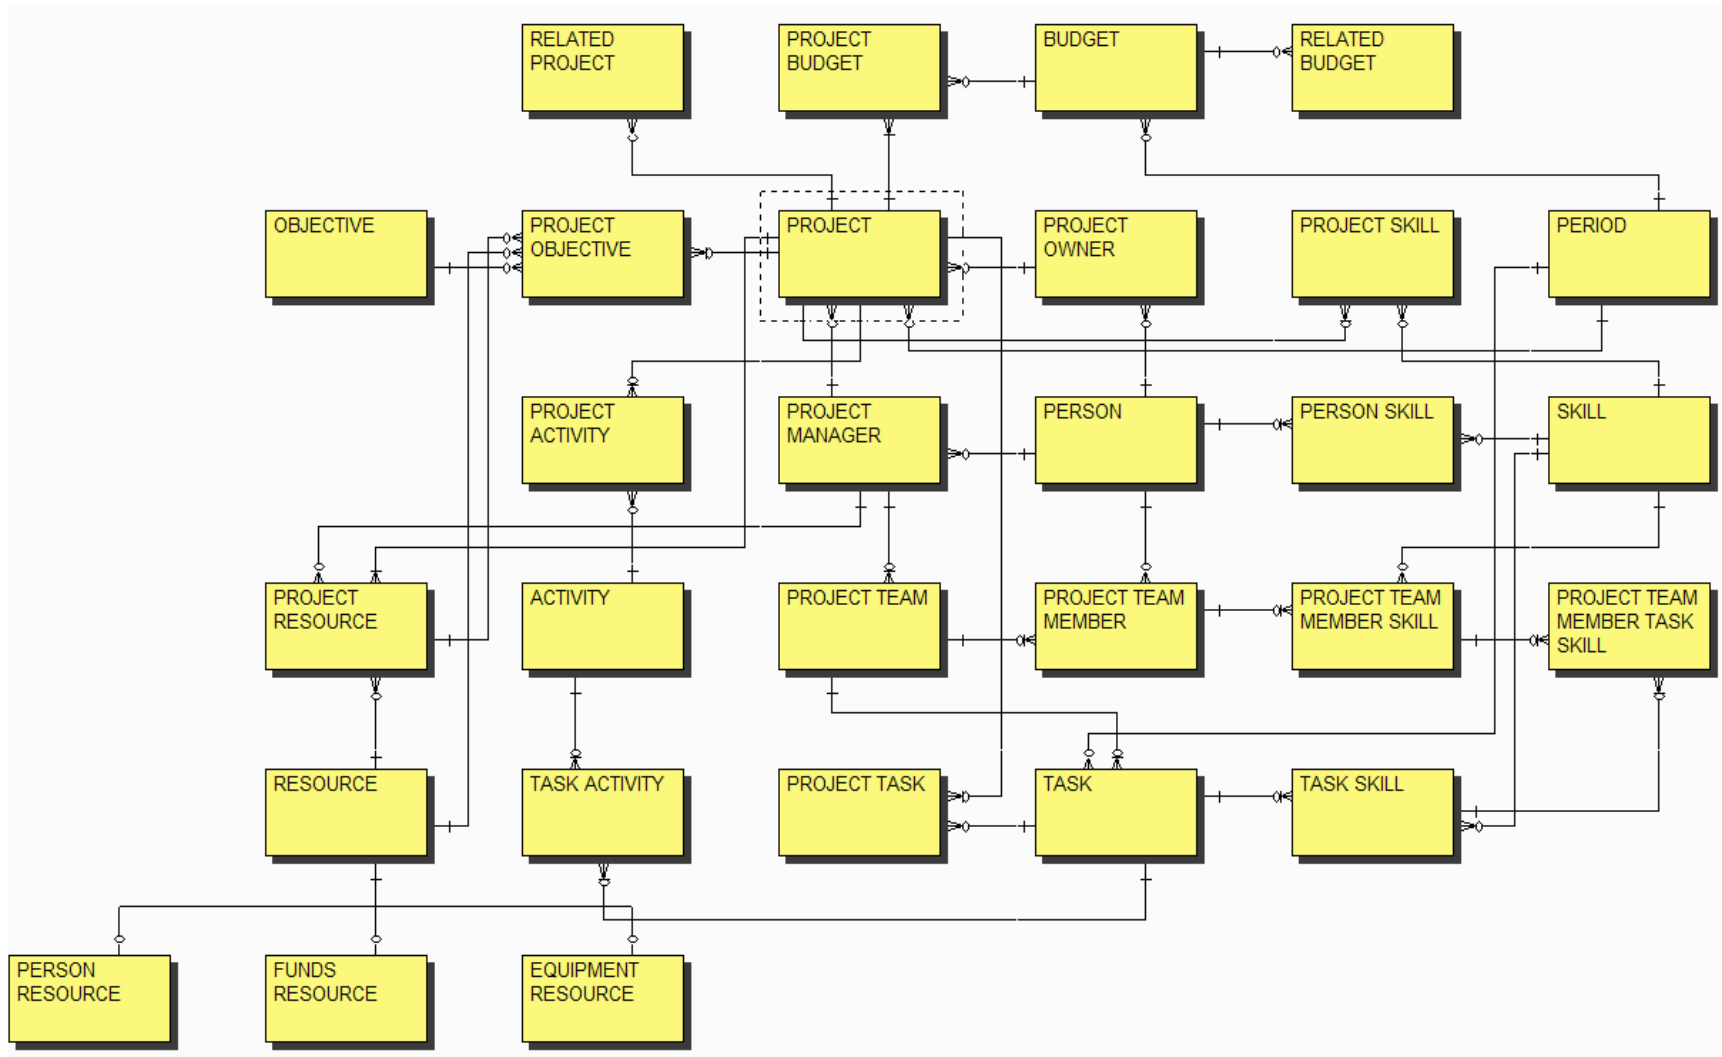 RELATED
PROJECT
PROJECT
BUDGET
BUDGET
RELATED
BUDGET
OBJECTIVE
PROJECT
OBJECTIVE
PROJECT
PROJECT
OWNER
PROJECT SKILL
PERIOD
PROJECT
ACTIVITY
PROJECT
MANAGER
PERSON
PERSON SKILL
SKILL
PROJECT
RESOURCE
ACTIVITY
PROJECT TEAM
PROJECT TEAM
MEMBER
PROJECT TEAM
MEMBER SKILL
PROJECT TEAM
MEMBER TASK
SKILL
RESOURCE
TASK ACTIVITY
PROJECT TASK
TASK
TASK SKILL
PERSON
RESOURCE
FUNDS
RESOURCE
EQUIPMENT
RESOURCE